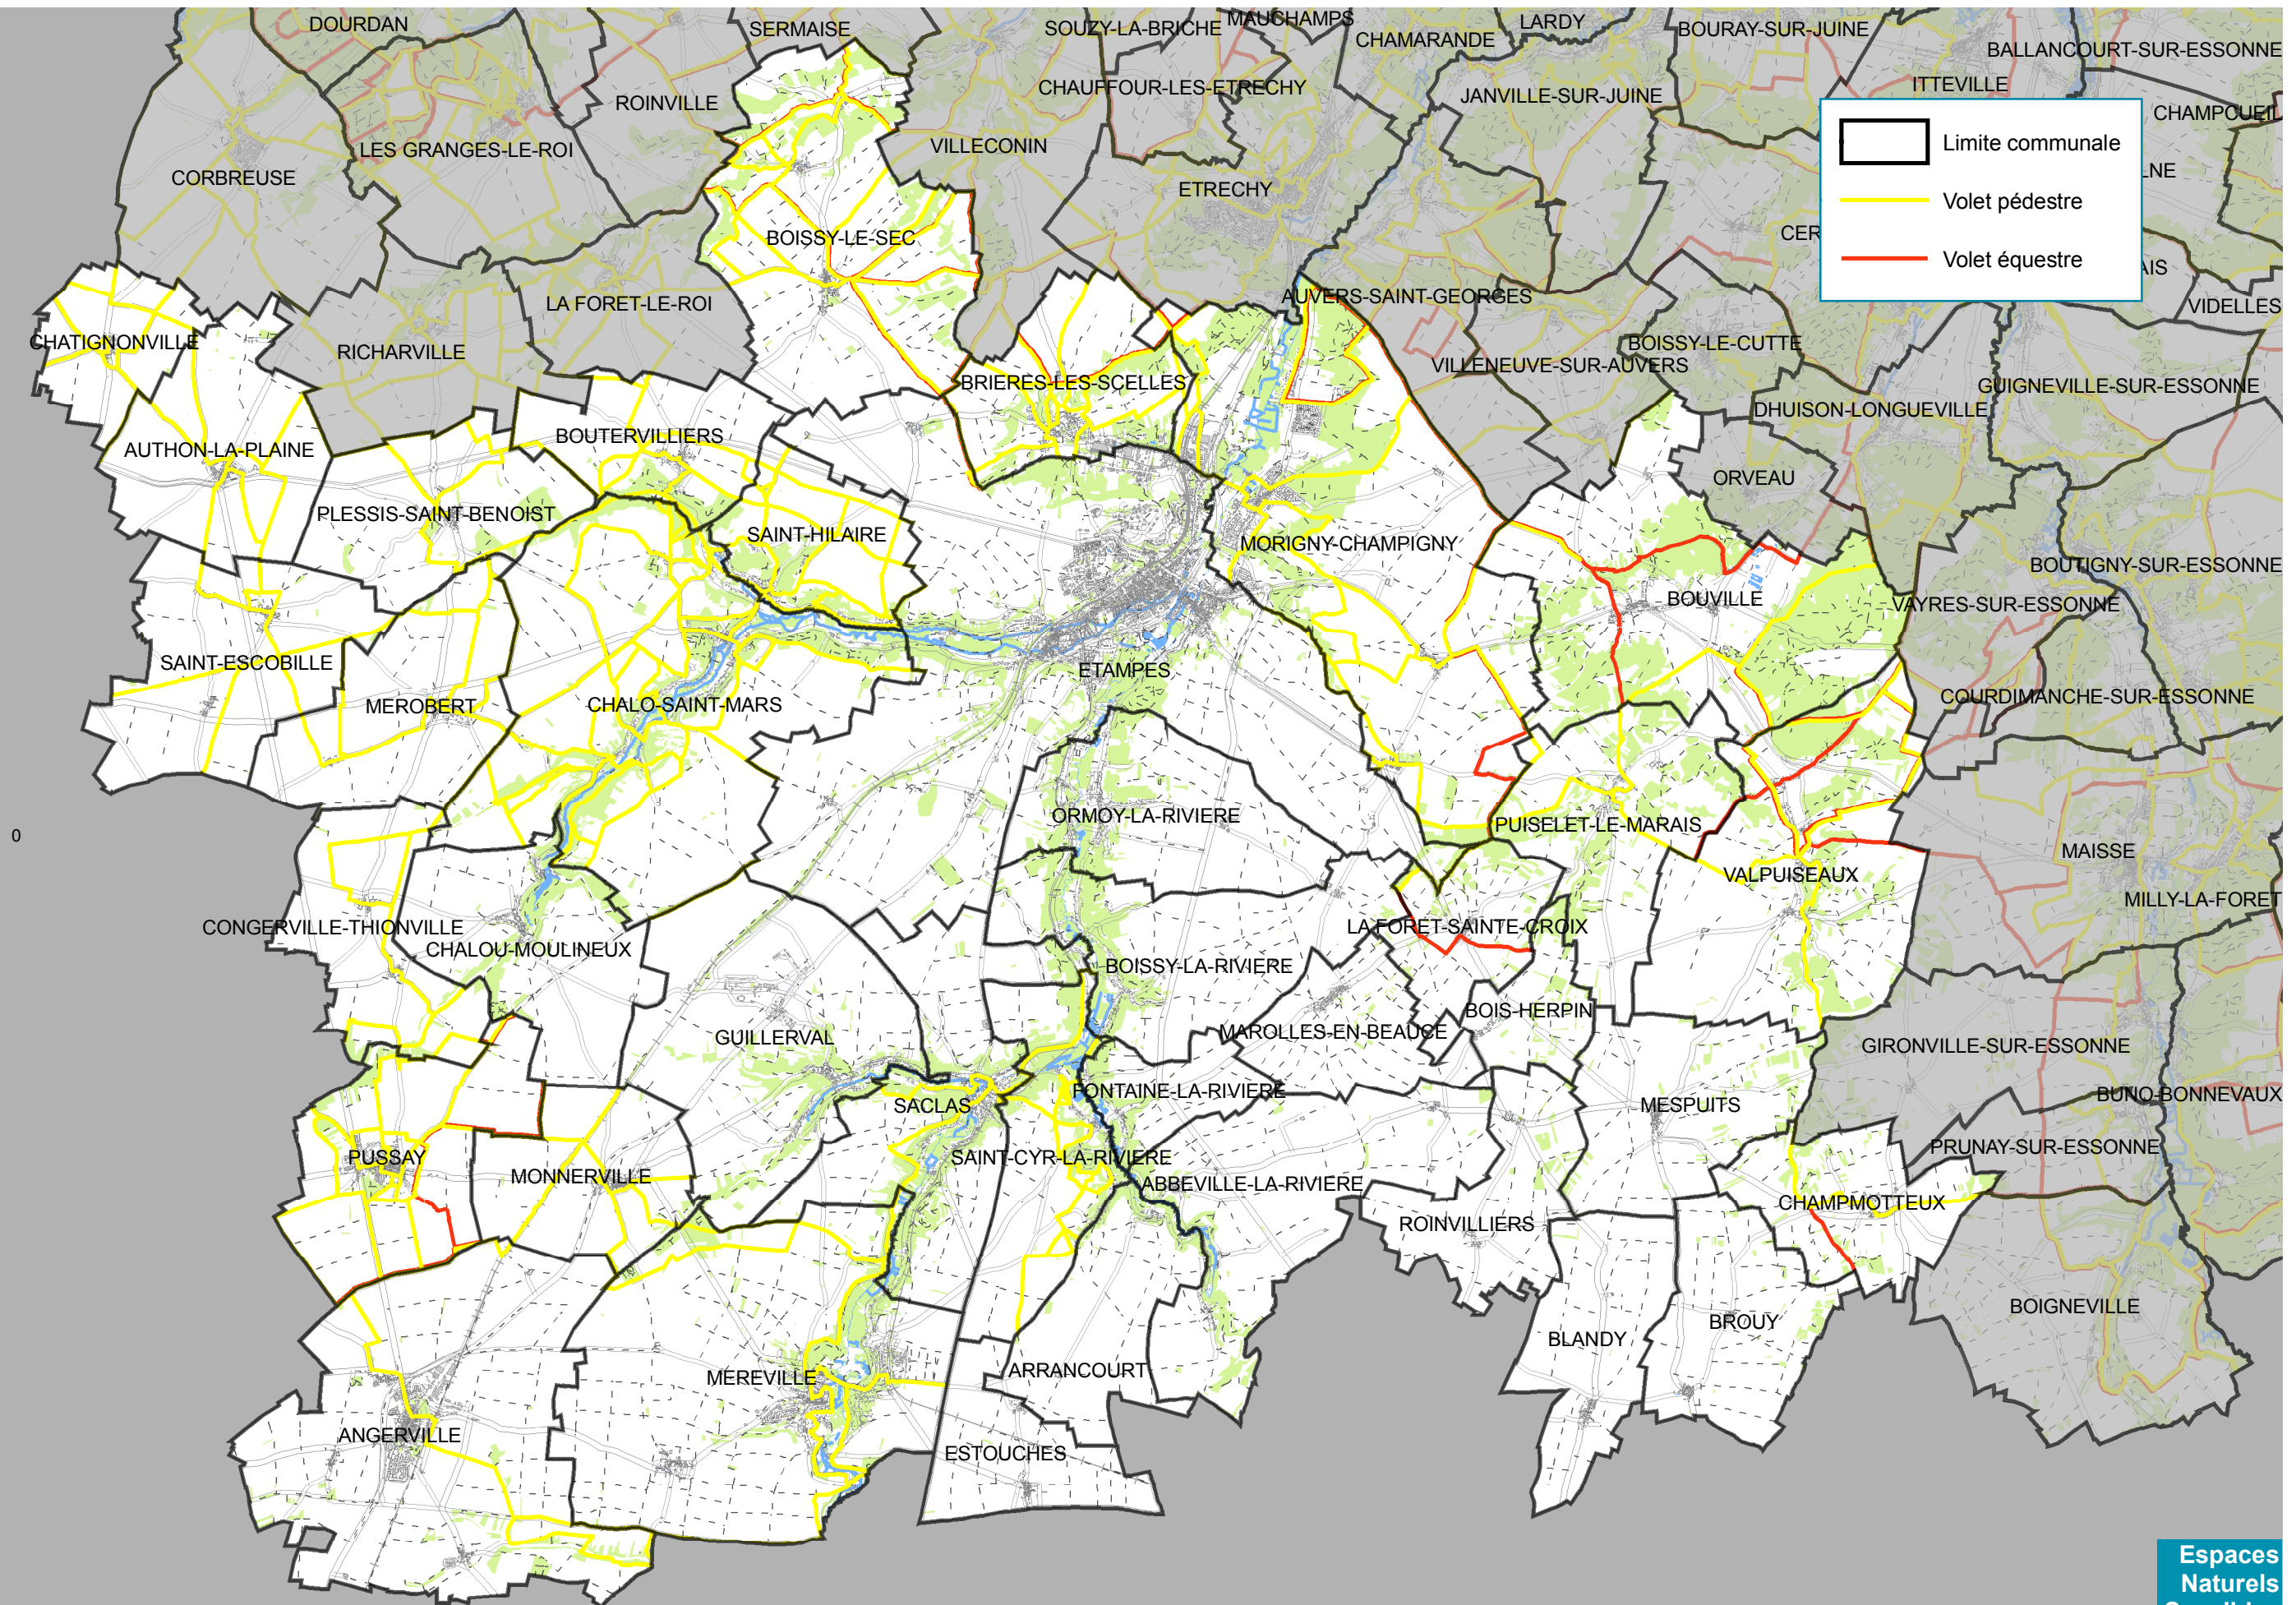 DOURDAN
SERMAISE
SOUZY-LA-BRICHE
MAUCHAMPS
CHAMARANDE
LARDY
BOURAY-SUR-JUINE
BALLANCOURT-SUR-ESSONNE
ITTEVILLE
CHAUFFOUR-LES-ETRECHY
JANVILLE-SUR-JUINE
ROINVILLE
CHAMPCUEIL
Limite communale
LNE
Volet pédestre
CER
Volet équestre
AIS
VIDELLES
LES GRANGES-LE-ROI
VILLECONIN
CORBREUSE
ETRECHY
BOISSY-LE-SEC
LA FORET-LE-ROI
AUVERS-SAINT-GEORGES
CHATIGNONVILLE
RICHARVILLE
BOISSY-LE-CUTTE
VILLENEUVE-SUR-AUVERS
BRIERES-LES-SCELLES
GUIGNEVILLE-SUR-ESSONNE
DHUISON-LONGUEVILLE
BOUTERVILLIERS
AUTHON-LA-PLAINE
ORVEAU
PLESSIS-SAINT-BENOIST
SAINT-HILAIRE
MORIGNY-CHAMPIGNY
BOUTIGNY-SUR-ESSONNE
BOUVILLE
VAYRES-SUR-ESSONNE
SAINT-ESCOBILLE
ETAMPES
COURDIMANCHE-SUR-ESSONNE
MEROBERT
CHALO-SAINT-MARS
ORMOY-LA-RIVIERE
PUISELET-LE-MARAIS
0
MAISSE
VALPUISEAUX
MILLY-LA-FORET
CONGERVILLE-THIONVILLE
LA FORET-SAINTE-CROIX
CHALOU-MOULINEUX
BOISSY-LA-RIVIERE
BOIS-HERPIN
GUILLERVAL
MAROLLES-EN-BEAUCE
GIRONVILLE-SUR-ESSONNE
FONTAINE-LA-RIVIERE
BUNO-BONNEVAUX
SACLAS
MESPUITS
PRUNAY-SUR-ESSONNE
PUSSAY
SAINT-CYR-LA-RIVIERE
MONNERVILLE
ABBEVILLE-LA-RIVIERE
CHAMPMOTTEUX
ROINVILLIERS
BOIGNEVILLE
BROUY
BLANDY
ARRANCOURT
MEREVILLE
ANGERVILLE
ESTOUCHES
Espaces
Naturels